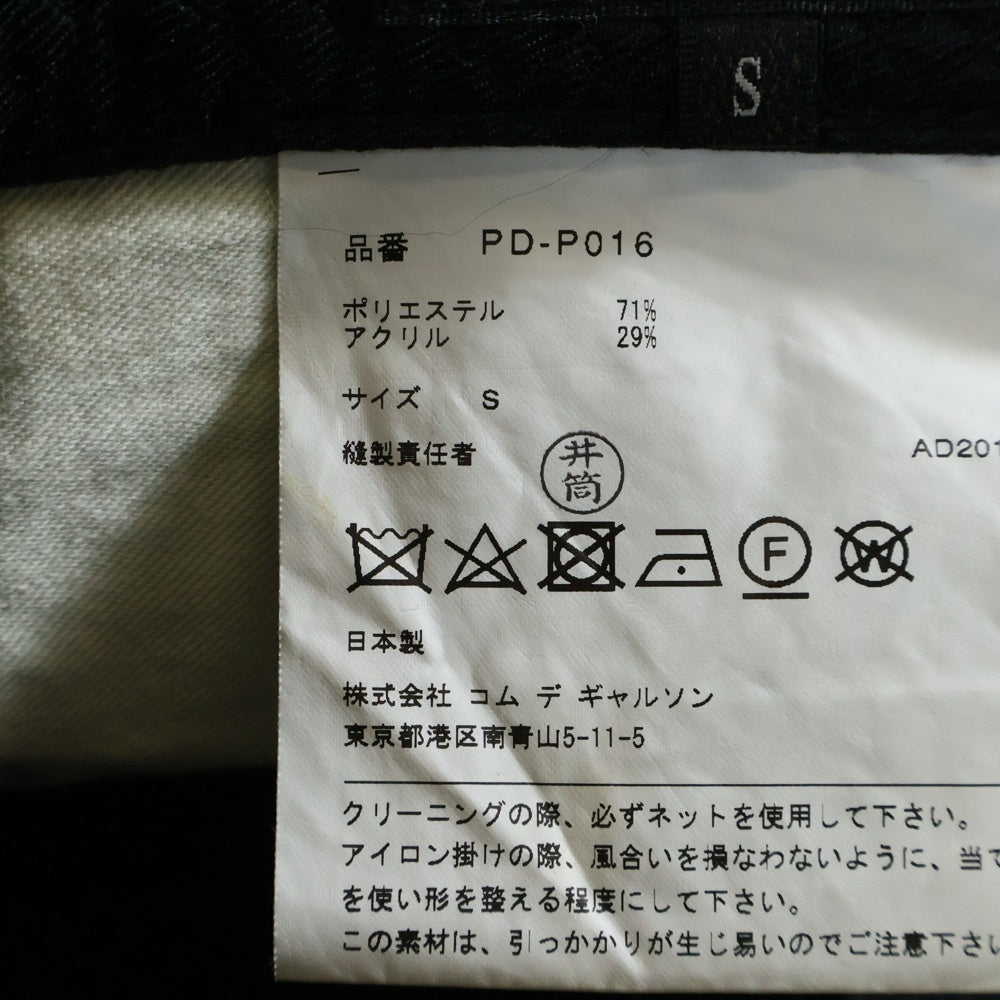 S
品番 PD-P016
ポリエステル 71%
アクリル 29%
サイズ S
縫製責任者 井筒
AD201
F W
日本製
株式会社 コム デ ギャルソン
東京都港区南青山5-11-5
クリーニングの際、必ずネットを使用して下さい。
アイロン掛けの際、風合いを損なわないように、当て
を使い形を整える程度にして下さい。
この素材は、引っかかりが生じ易いのでご注意下さい